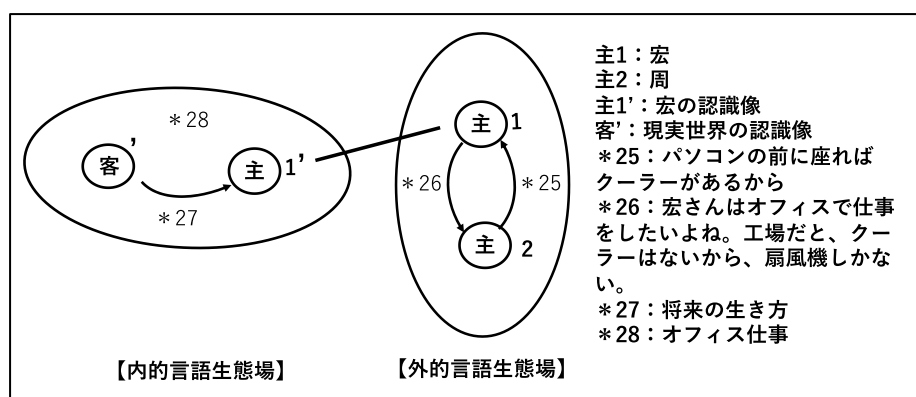 ＊28
客 ’
主 1’
＊27
主 1
＊26
＊25
主 2
【内的言語生態場】
【外的言語生態場】
主1：宏
主2：周
主1’：宏の認識像
客’：現実世界の認識像
＊25：パソコンの前に座れば
クーラーがあるから
＊26：宏さんはオフィスで仕事
をしたいよね。工場だと、クー
ラーはないから、扇風機しかな
い。
＊27：将来の生き方
＊28：オフィス仕事